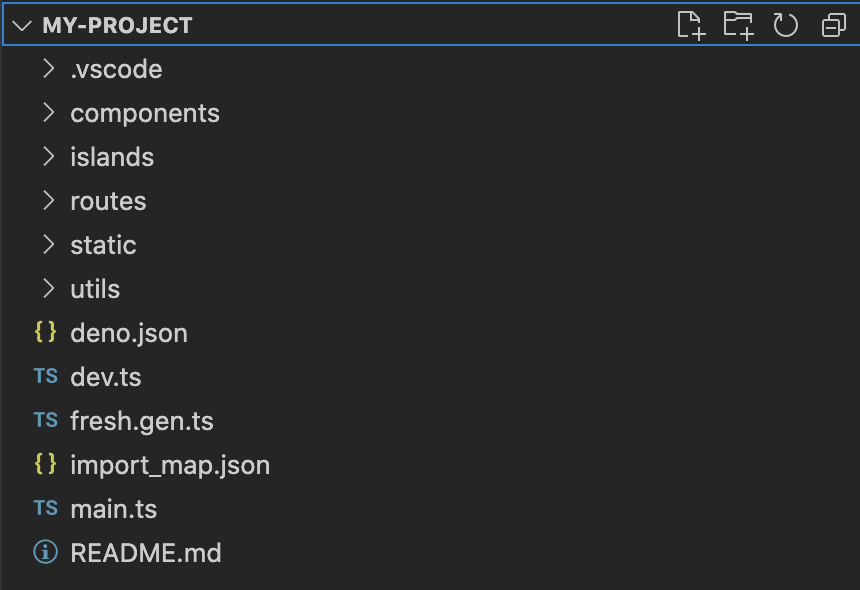 MY-PROJECT
.vscode
components
islands
routes
static
utils
{} deno.json
TS dev.ts
TS fresh.gen.ts
{} import_map.json
TS main.ts
README.md